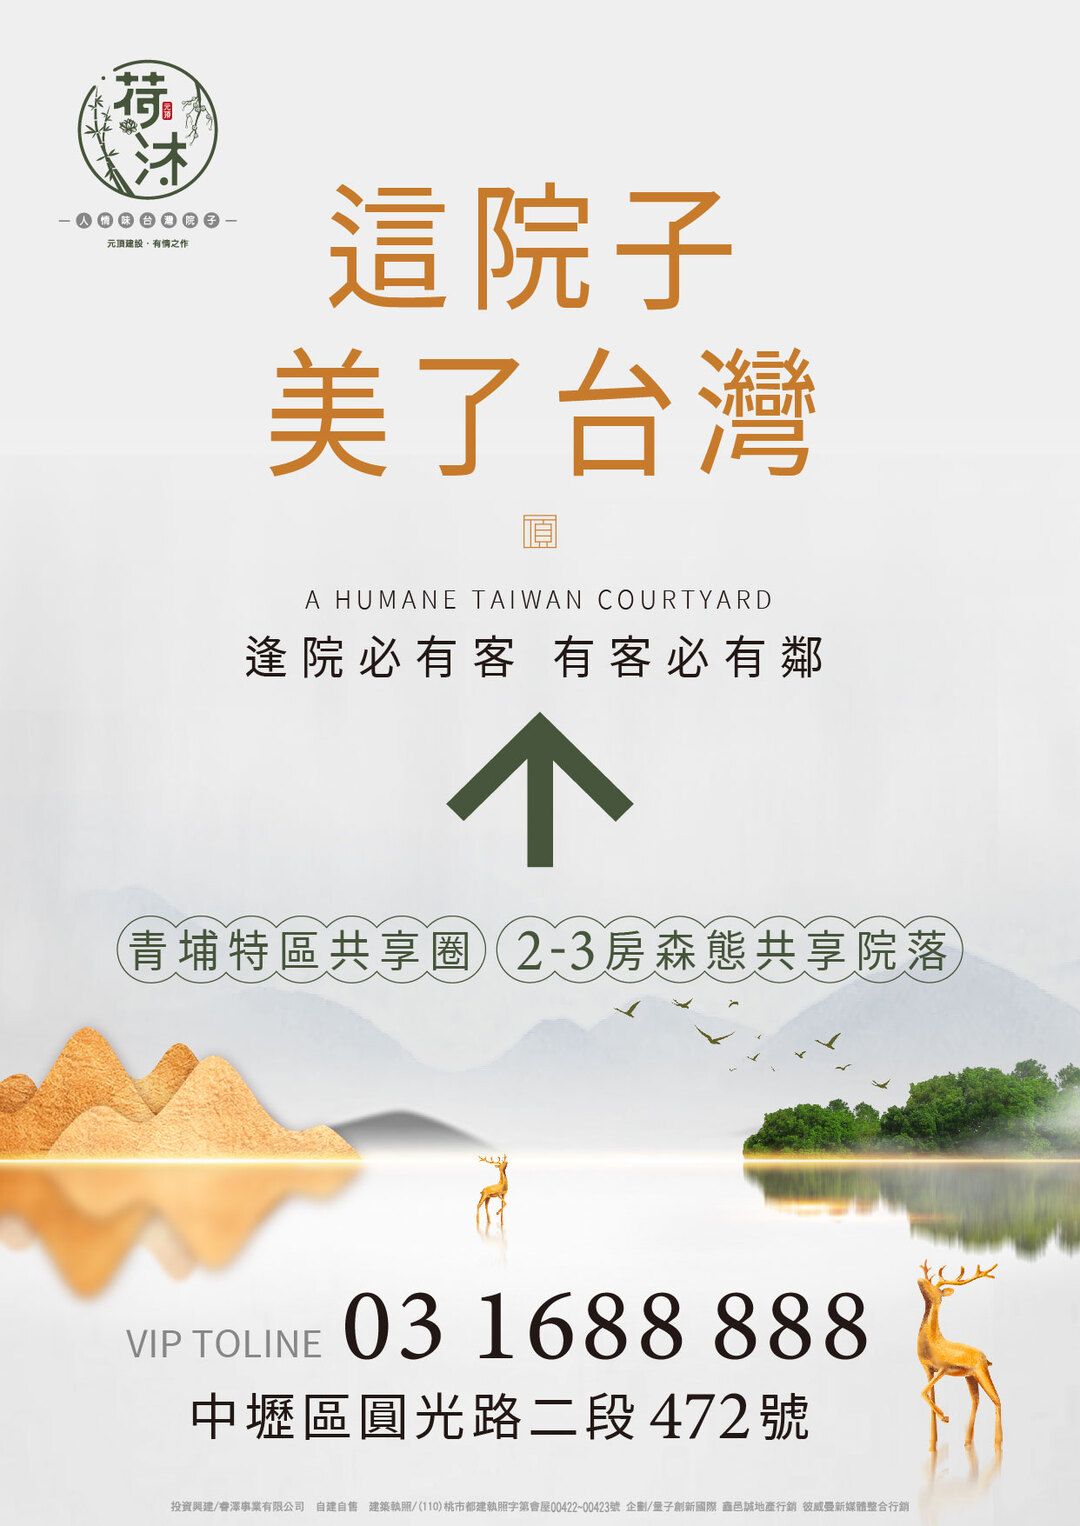 荷沐
元頂
人情味台灣院子
元頂建設・有情之作
這院子
美了台灣
頂
A HUMANE TAIWAN COURTYARD
逢院必有客 有客必有鄰
青埔特區共享圈 2-3房森態共享院落
VIP TOLINE 03 1688 888
中壢區圓光路二段472號
投資興建/睿澤事業有限公司 自建自售 建築執照/(110)桃市都建執照字第會屋00422~00423號 企劃/量子創新國際 鑫邑誠地產行銷 彼威曼新媒體整合行銷